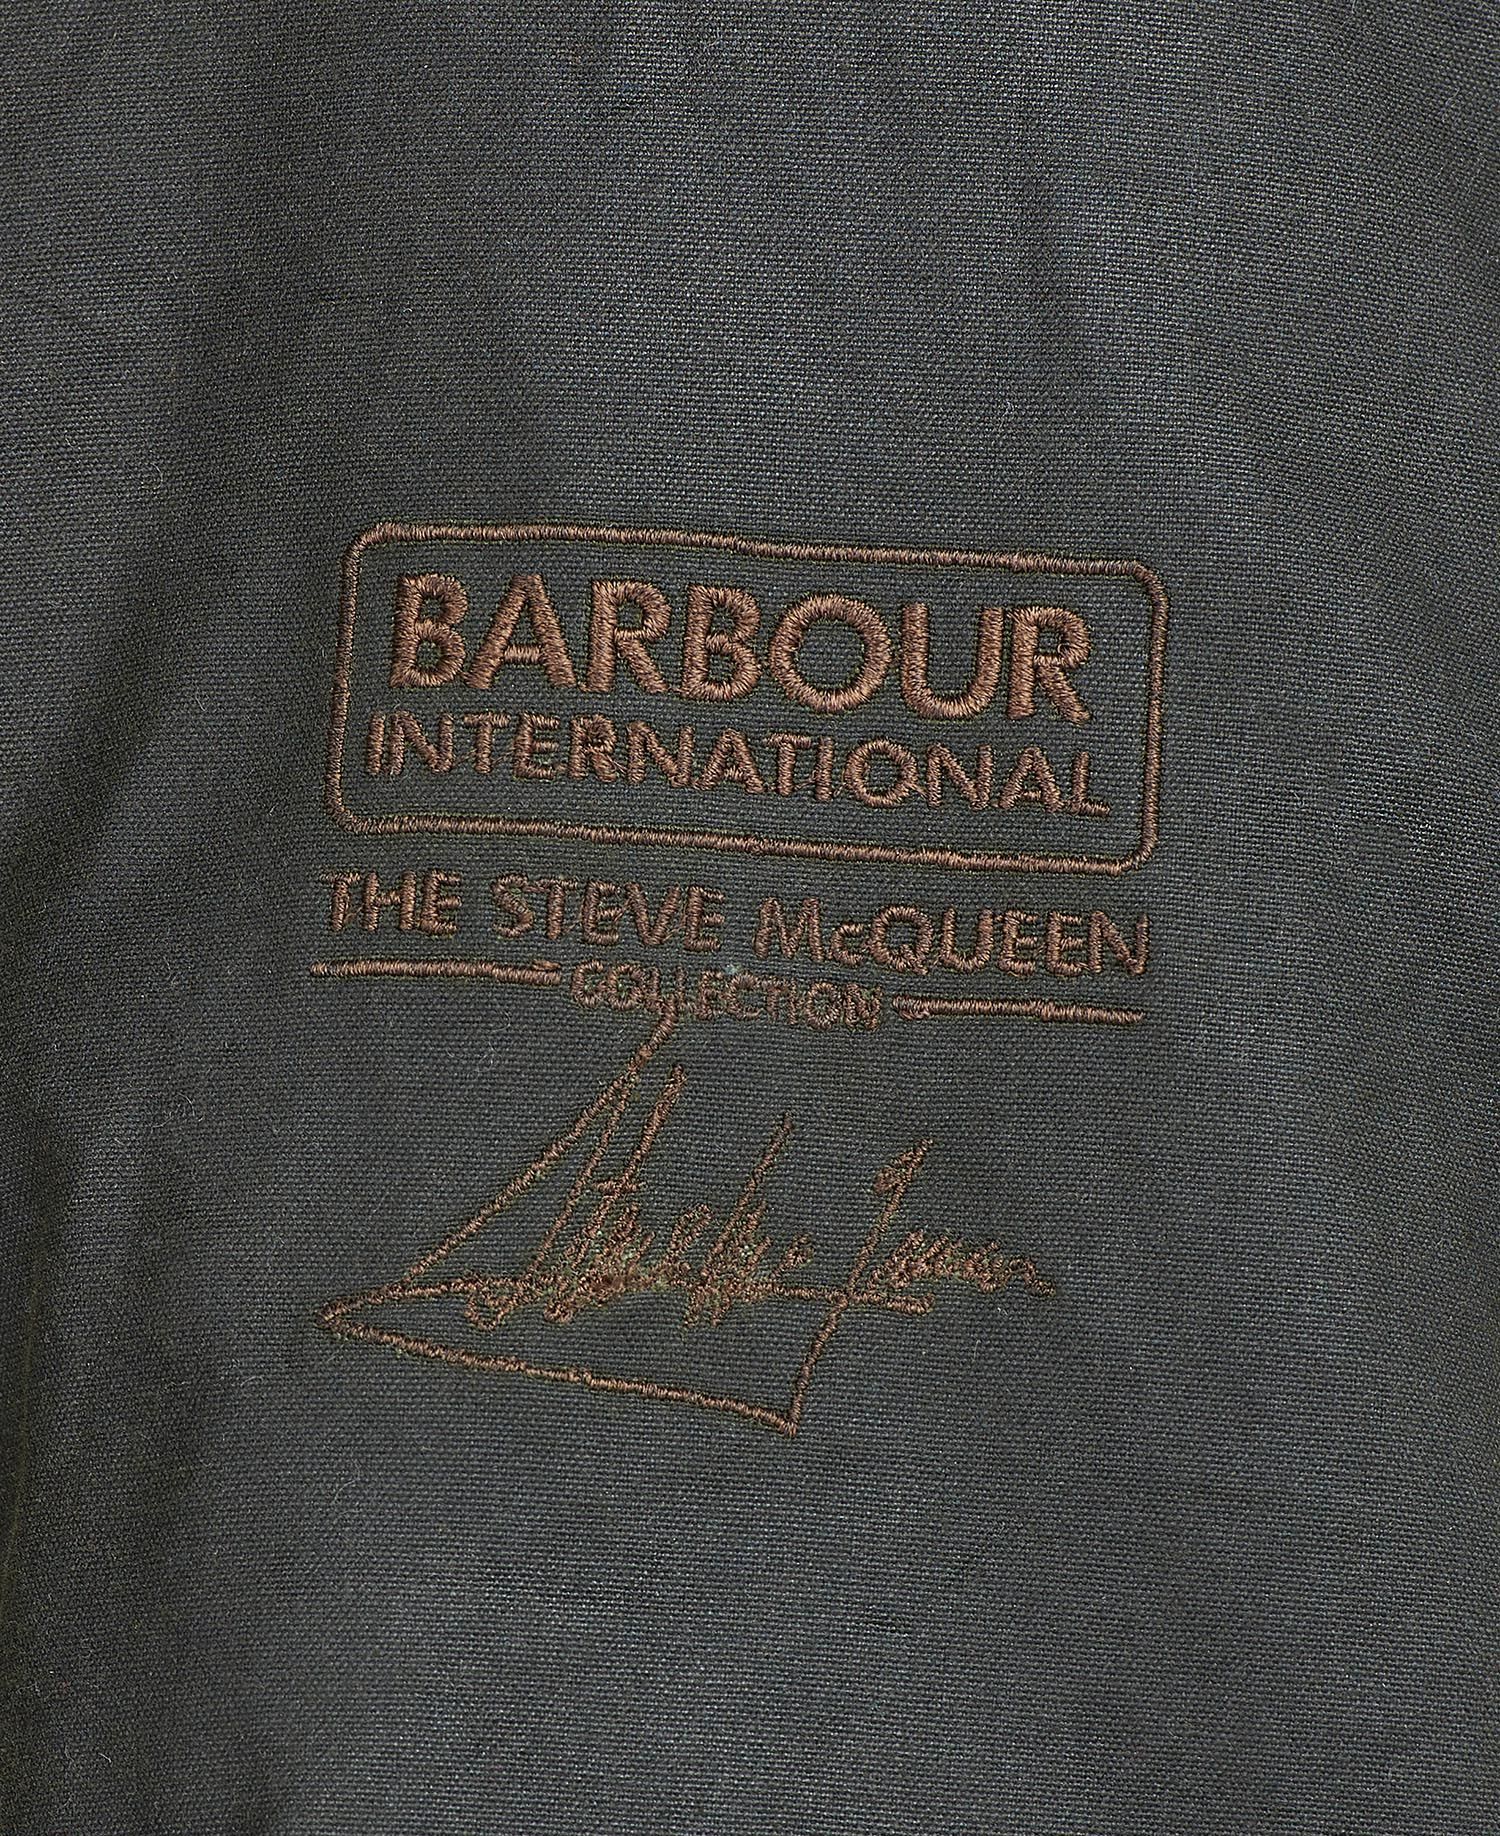 BARBOUR
INTERNATIONAL
THE STEVE McQUEEN
COLLECTION